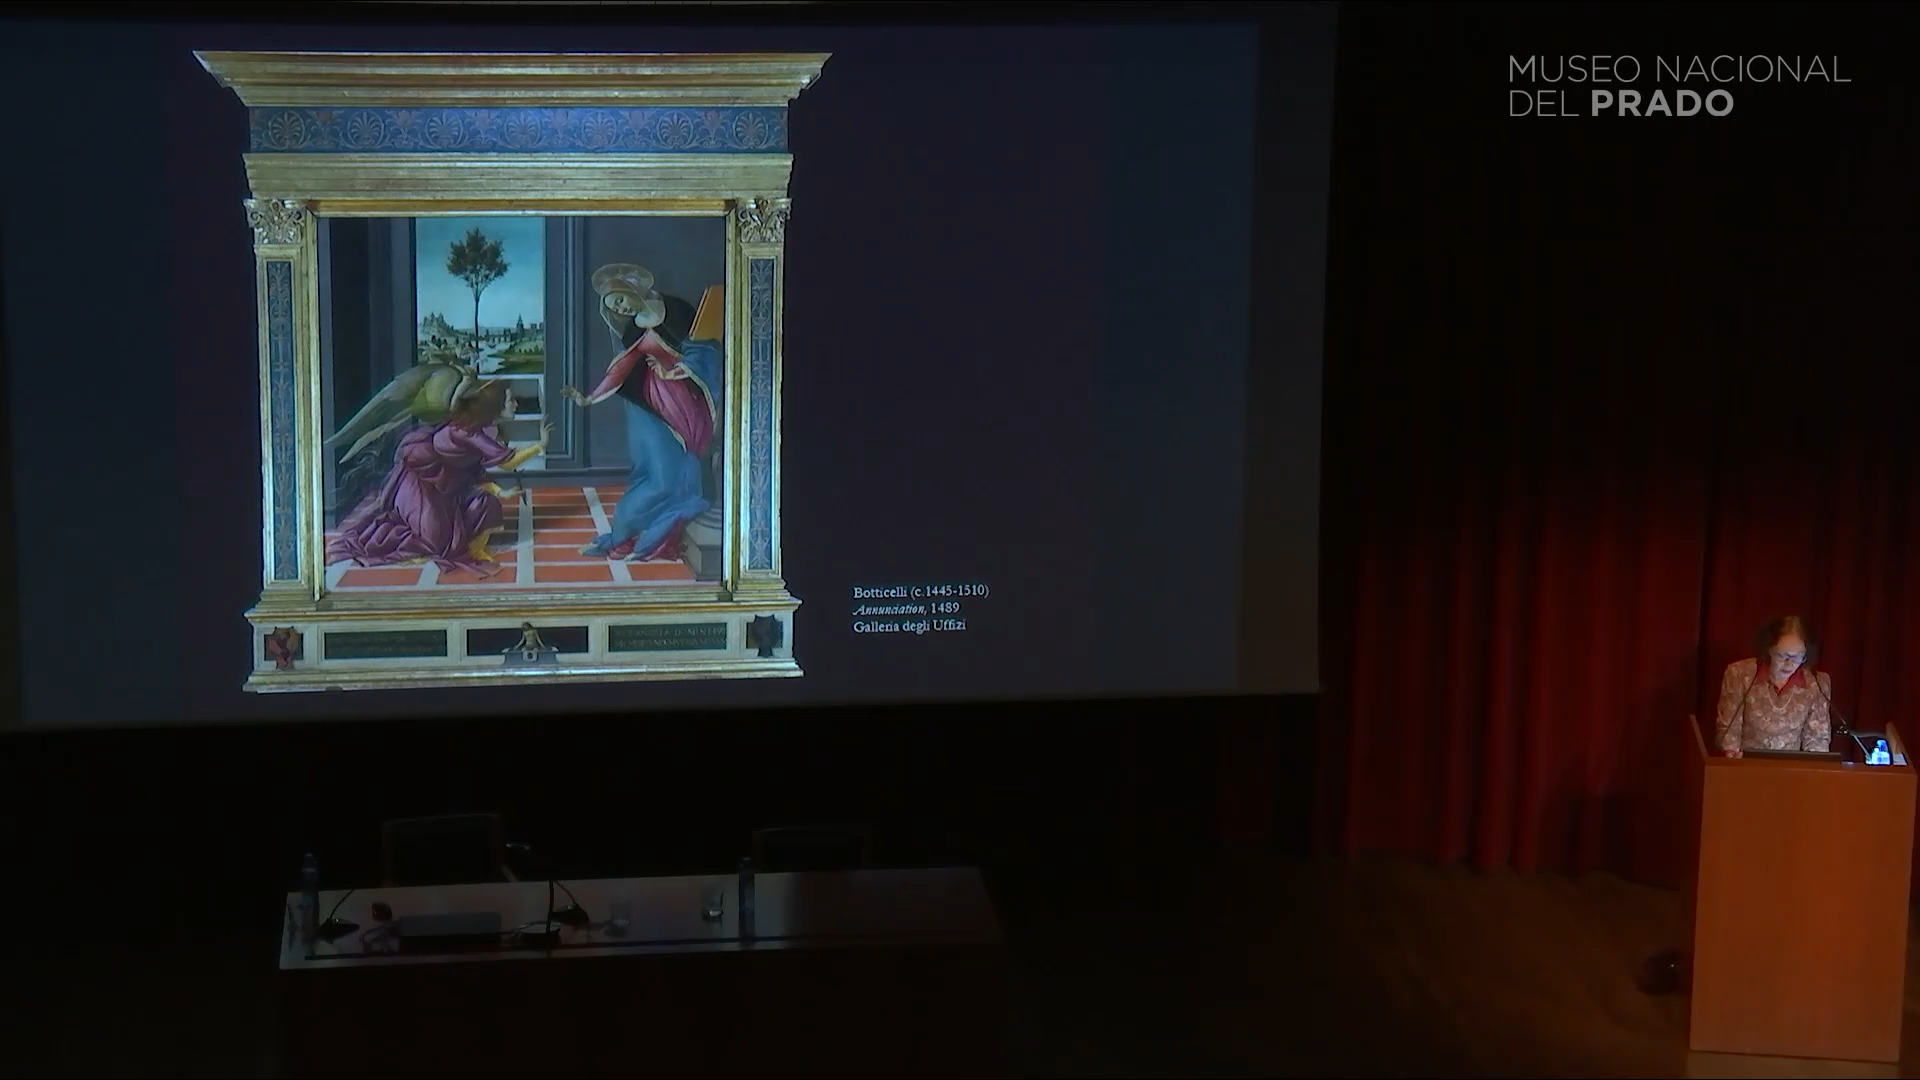 MUSEO NACIONAL
DEL PRADO
Botticelli (c.1445-1510)
Annunciation, 1489
Galleria degli Uffizi